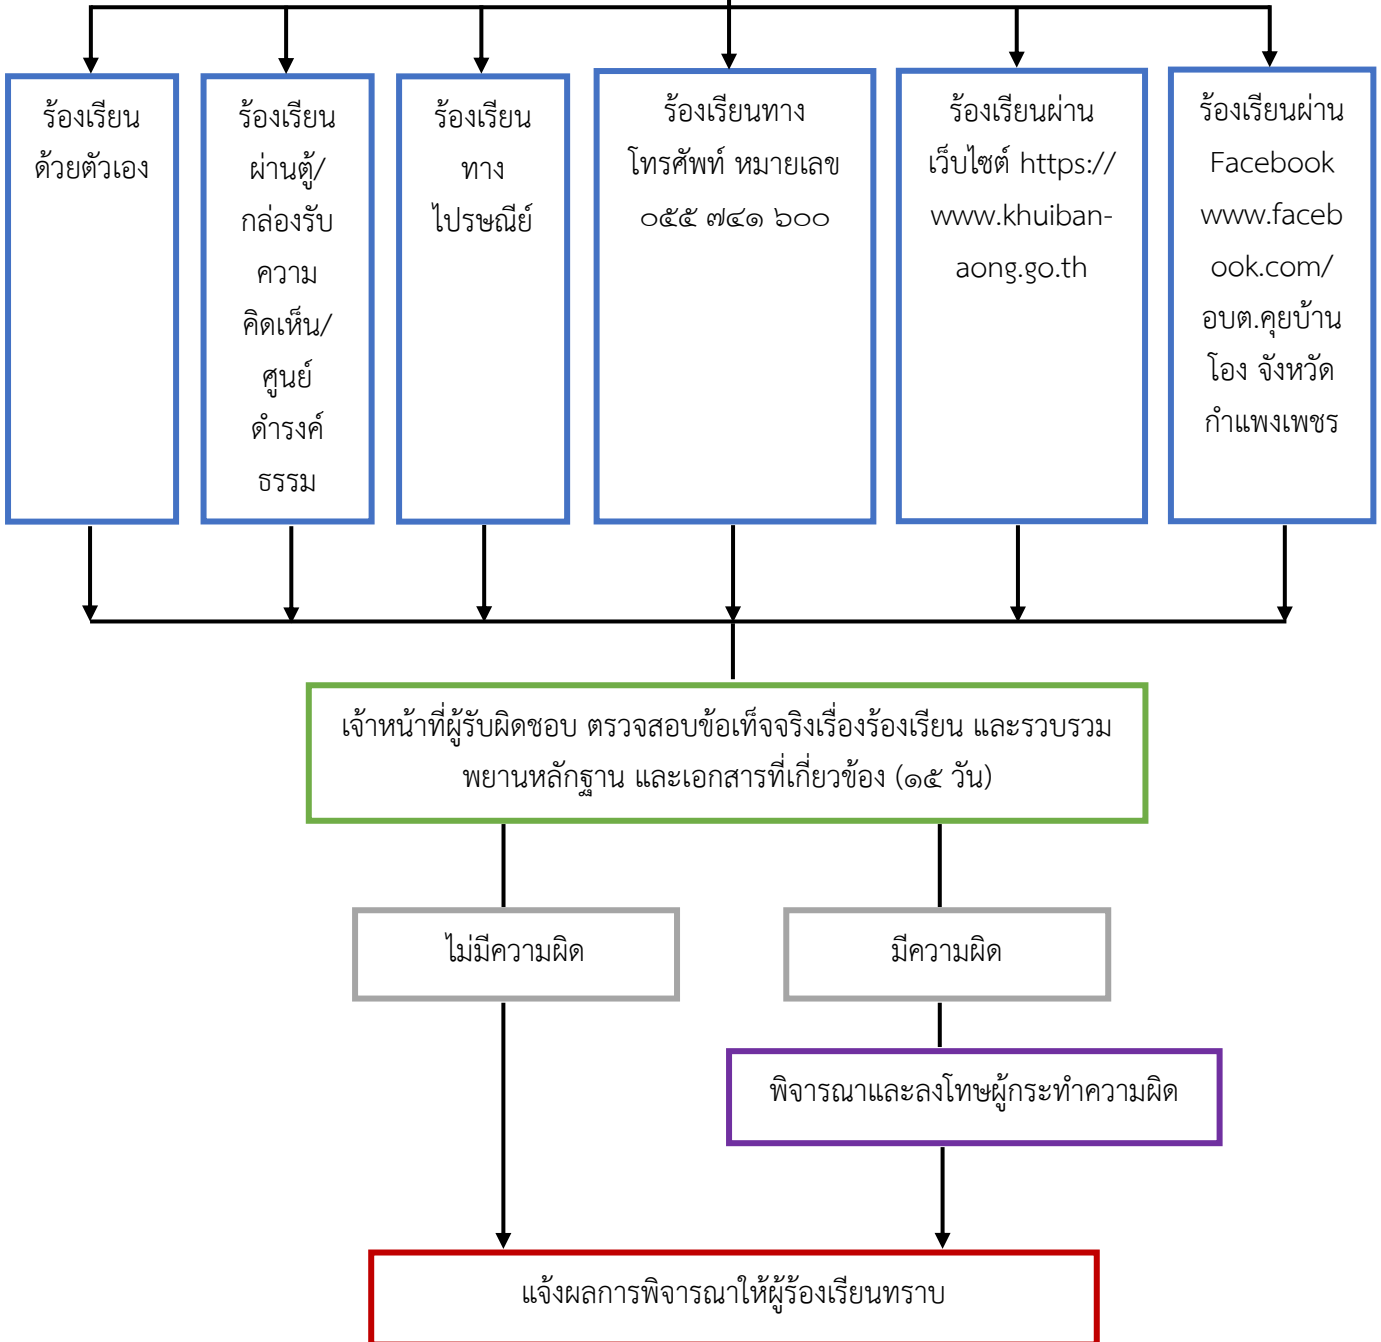 ร้องเรียน
ด้วยตัวเอง
ร้องเรียน
ผ่านตู้/
กล่องรับ
ความ
คิดเห็น/
ศูนย์
ดำรงค์
ธรรม
ร้องเรียน
ทาง
ไปรษณีย์
ร้องเรียนทาง
โทรศัพท์ หมายเลข
๐๕๕ ๗๔๑ ๖๐๐
ร้องเรียนผ่าน
เว็บไซต์ https://
www.khuiban-
aong.go.th
ร้องเรียนผ่าน
Facebook
www.faceb
ook.com/
อบต.คุยบ้าน
โอง จังหวัด
กำแพงเพชร
เจ้าหน้าที่ผู้รับผิดชอบ ตรวจสอบข้อเท็จจริงเรื่องร้องเรียน และรวบรวม
พยานหลักฐาน และเอกสารที่เกี่ยวข้อง (๑๕ วัน)
ไม่มีความผิด
มีความผิด
พิจารณาและลงโทษผู้กระทำความผิด
แจ้งผลการพิจารณาให้ผู้ร้องเรียนทราบ